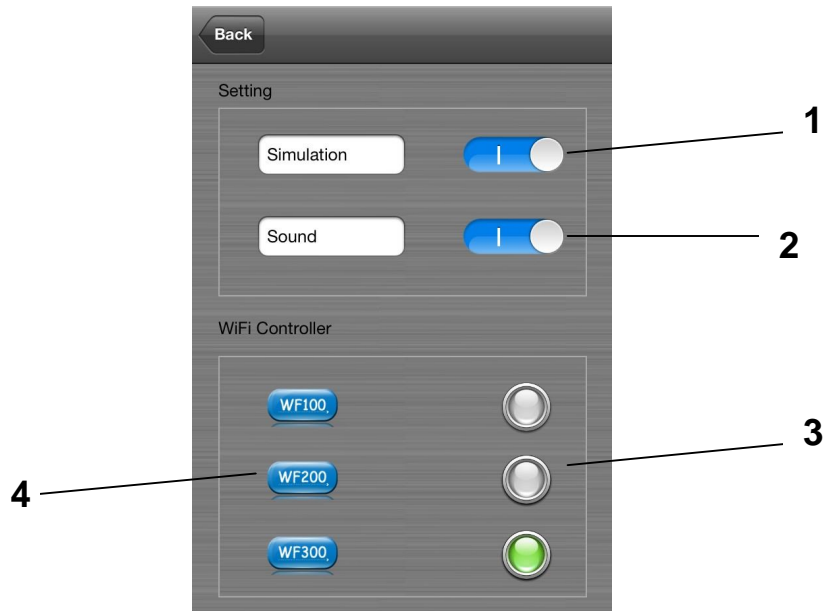 Back
Setting
1
Simulation
2
Sound
WiFi Controller
WF100
3
4
WF200
WF300